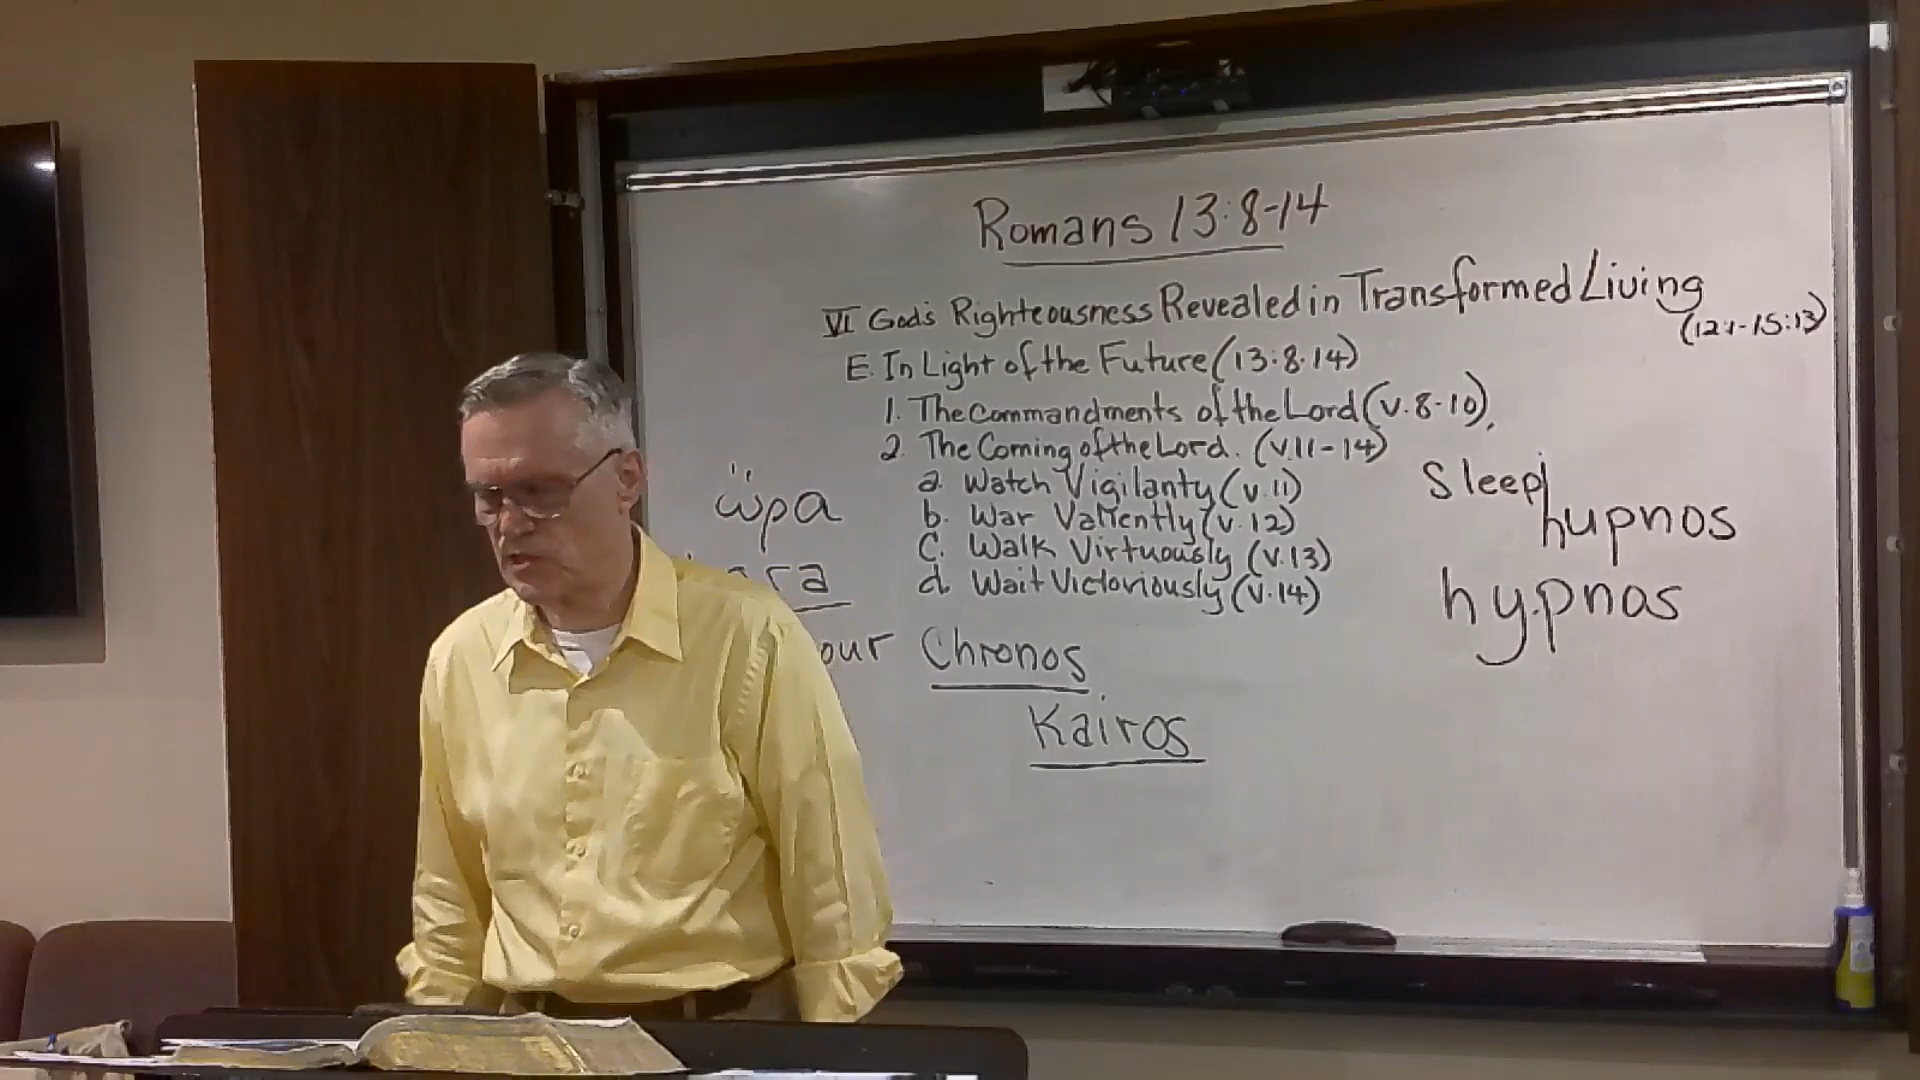 Romans 13:8-14
VI God's Righteousness Revealed in Transformed Living
(12:1-15:13)
E. In Light of the Future (13:8-14)
1. The Commandments of the Lord (v.8-10),
2. The Coming of the Lord. (v.11-14)
a. Watch Vigilanty (v.11)
b. War Valiently (v.12)
c. Walk Virtuously (v.13)
d. Wait Victoriously (v.14)
ὥρα
our
Chronos
Kairos
Sleep
hupnos
hypnos